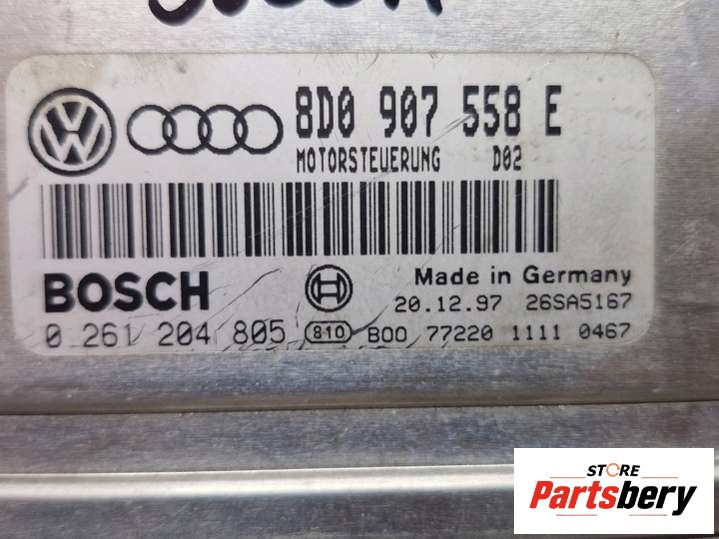 8D0 907 558 E
MOTORSTEUERUNG D02
BOSCH
Made in Germany
20.12.97 26SA5167
0 261 204 805 810 B00 77220 1111 0467
STORE
Partsbery